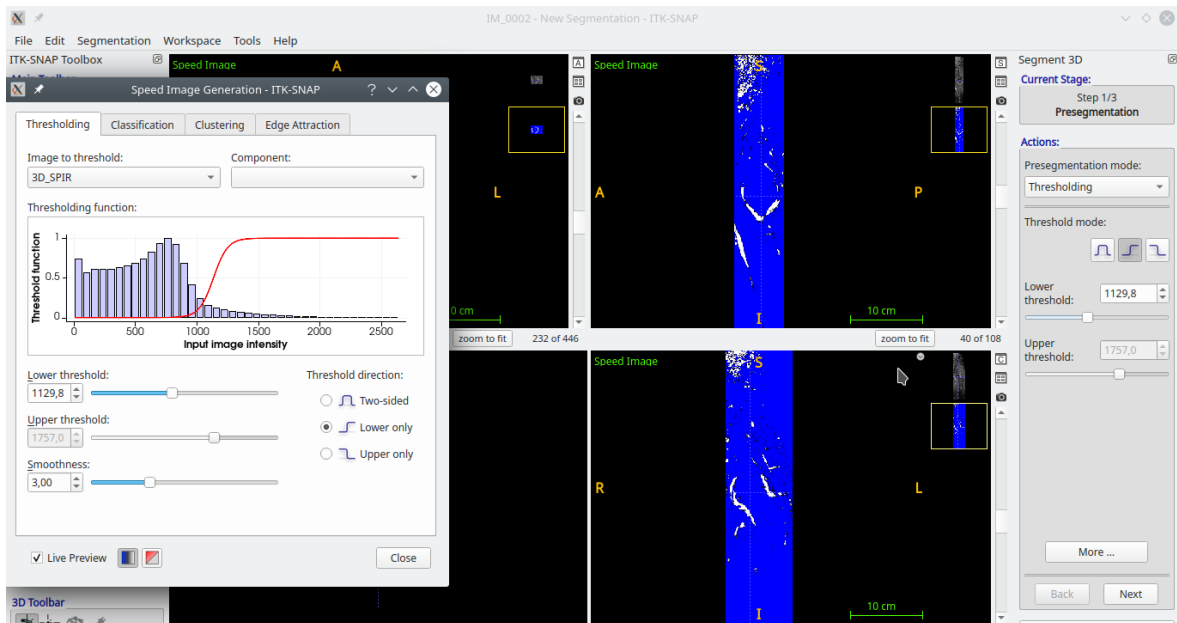 IM_0002 - New Segmentation - ITK-SNAP
File Edit Segmentation Workspace Tools Help
ITK-SNAP Toolbox
Speed Image Generation - ITK-SNAP
Thresholding Classification Clustering Edge Attraction
Image to threshold: Component:
3D_SPIR
Thresholding function:
Threshold function
1
0.5
0
0 500 1000 1500 2000 2500
Input image intensity
Lower threshold:
1129,8
Upper threshold:
1757,0
Smoothness:
3,00
Threshold direction:
Two-sided
Lower only
Upper only
Live Preview
Close
3D Toolbar
Speed Image
A
L
0 cm
zoom to fit 232 of 446
A
Speed Image
S
A
P
I
10 cm
zoom to fit 40 of 108
S
Speed Image
S
R
L
I
10 cm
C
Segment 3D
Current Stage:
Step 1/3
Presegmentation
Actions:
Presegmentation mode:
Thresholding
Threshold mode:
Lower
threshold:
1129,8
Upper
threshold:
1757,0
More ...
Back Next